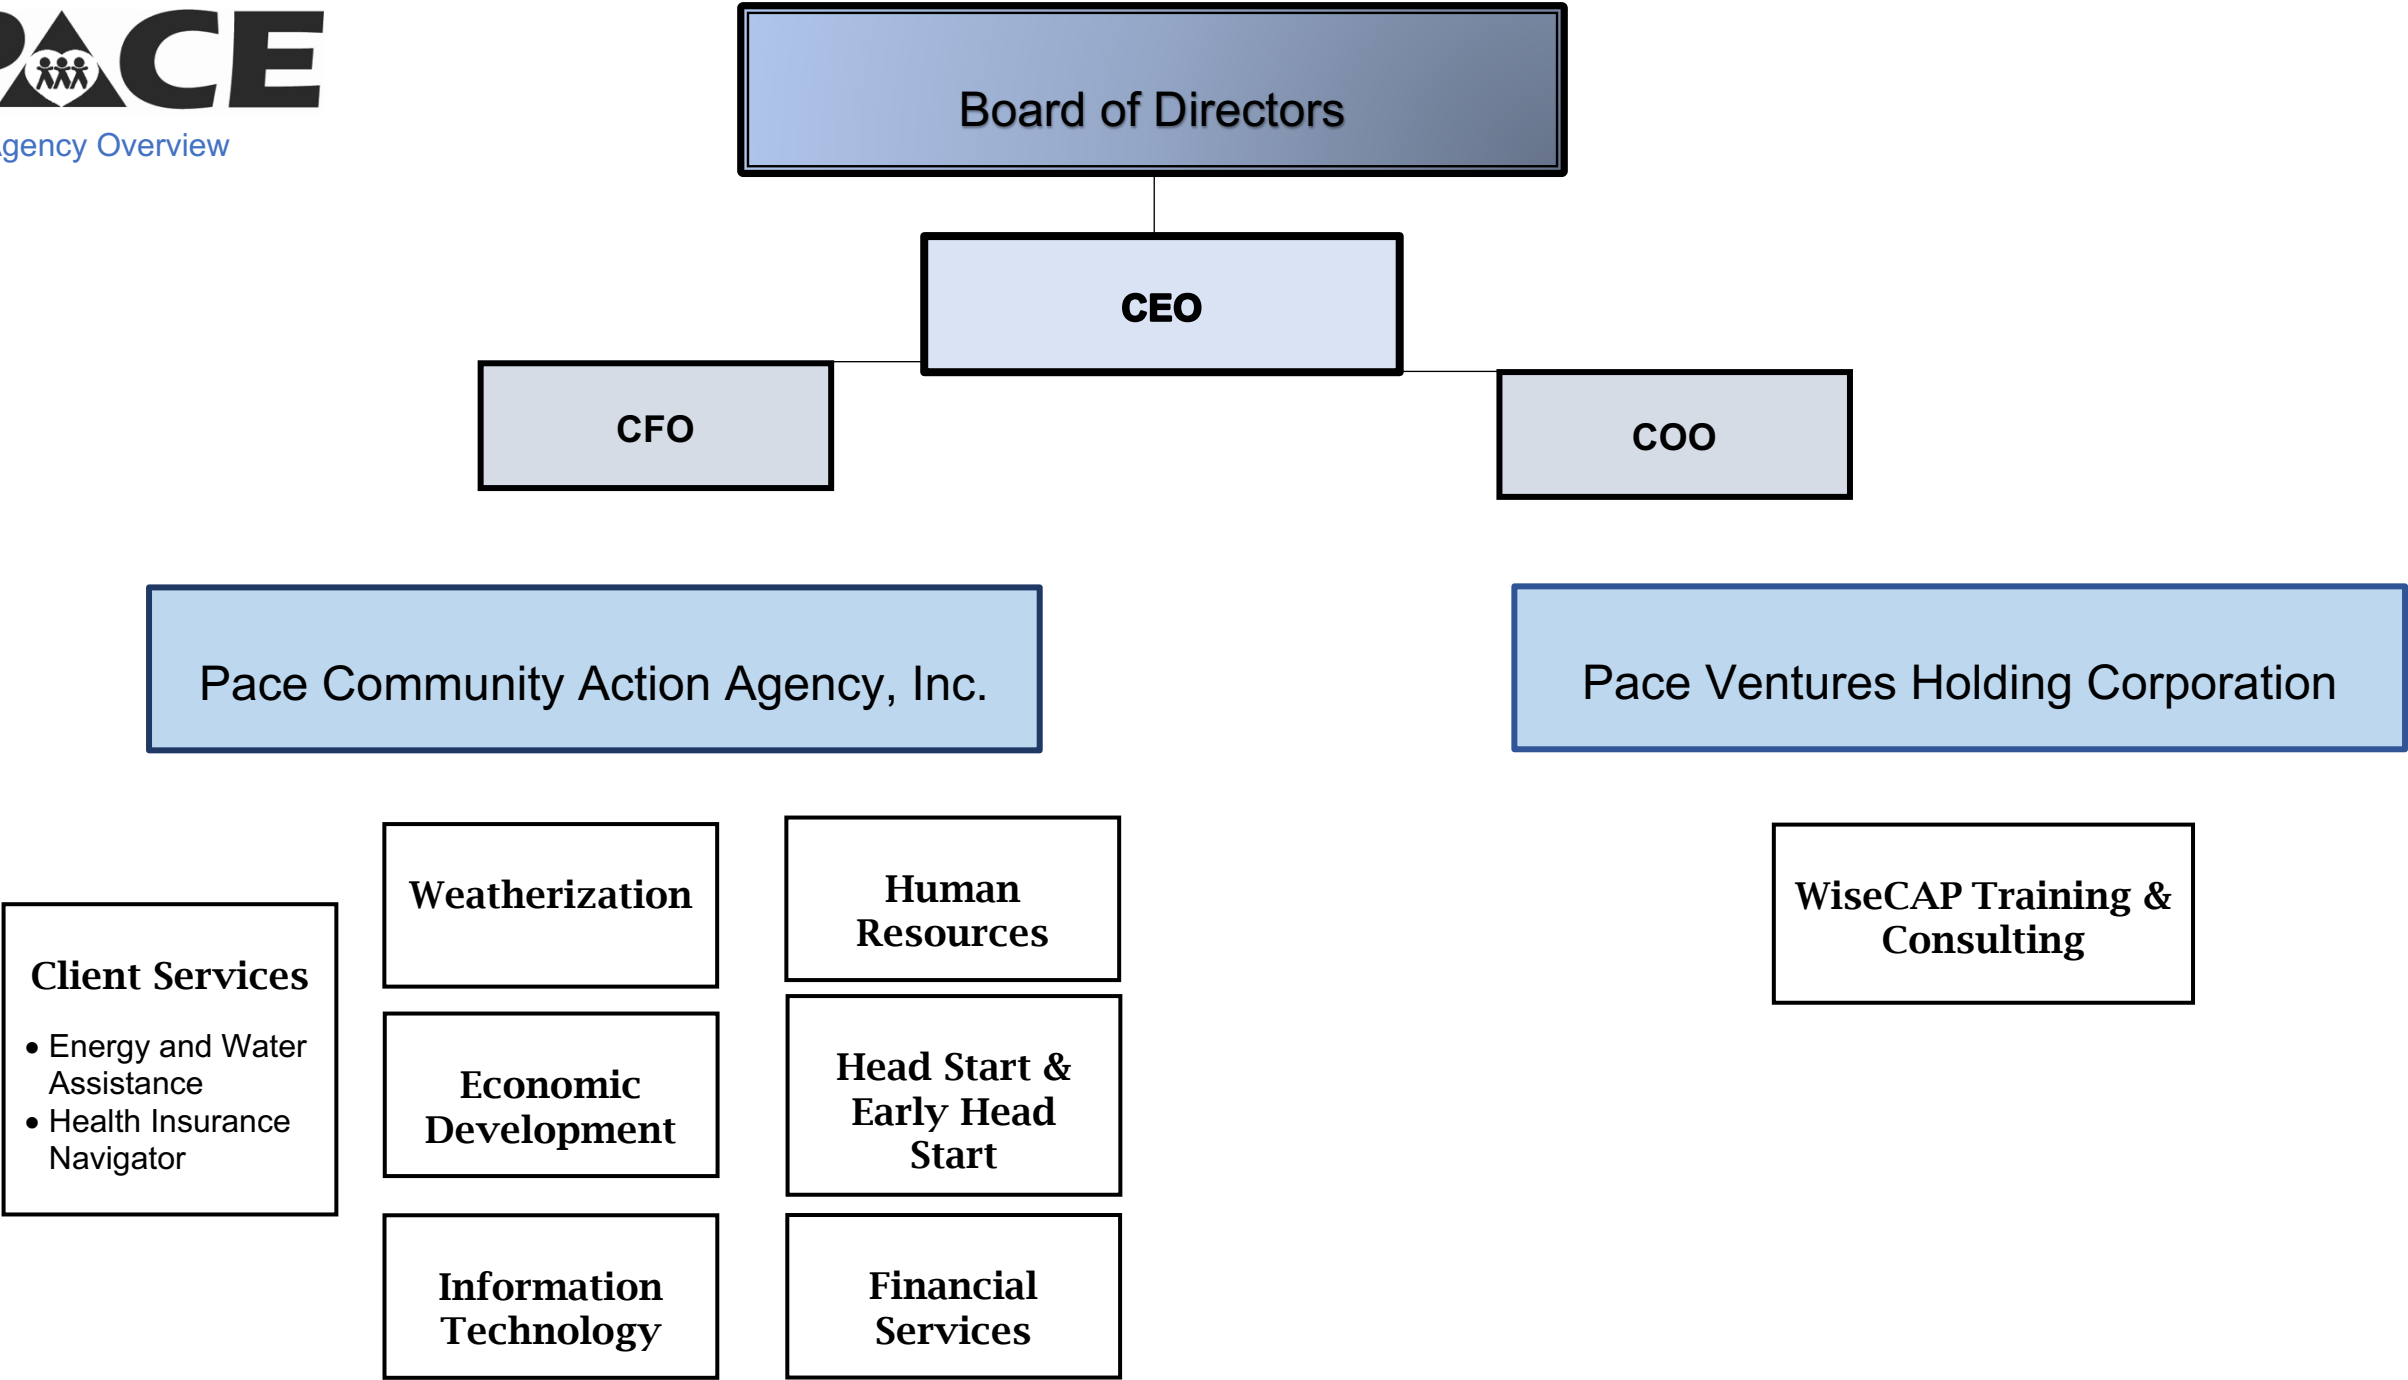 PACE
Agency Overview
Board of Directors
CEO
CFO
COO
Pace Community Action Agency, Inc.
Pace Ventures Holding Corporation
Client Services
• Energy and Water
Assistance
• Health Insurance
Navigator
Weatherization
Economic
Development
Information
Technology
Human
Resources
Head Start &
Early Head
Start
Financial
Services
WiseCAP Training &
Consulting